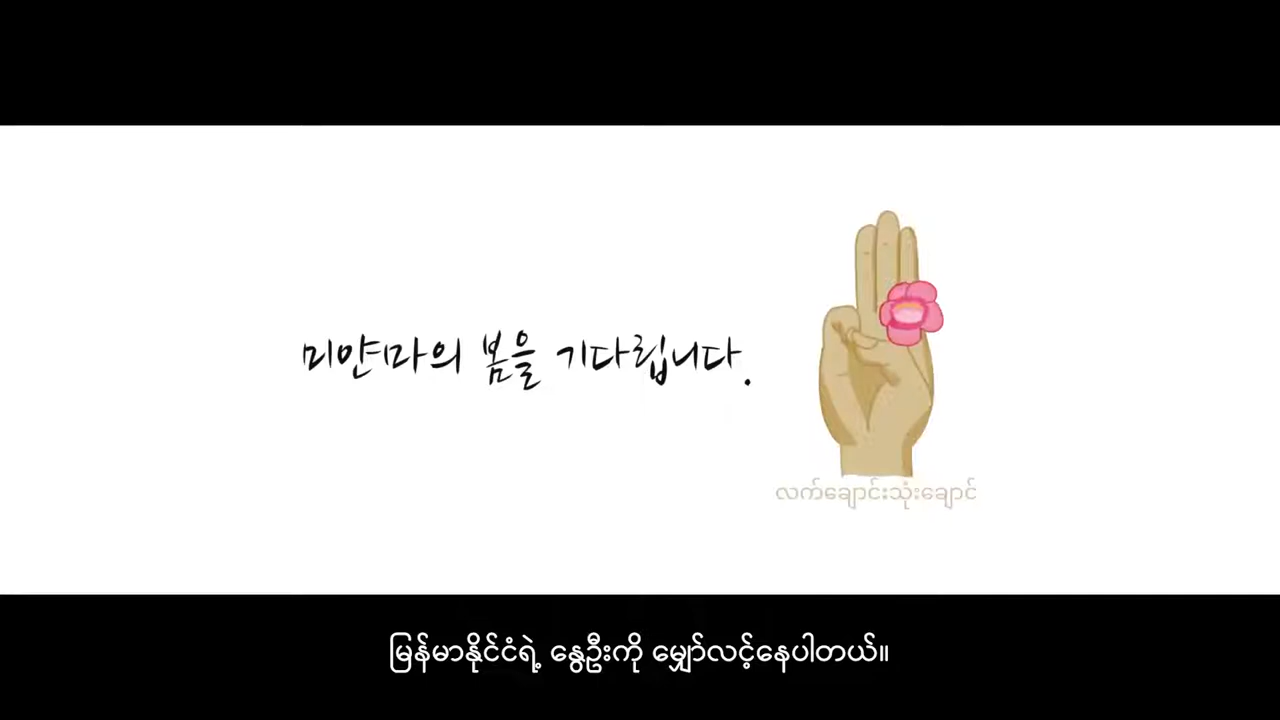 미얀마의 봄을 기다립니다.
လက်ချောင်းသုံးချောင်
မြန်မာနိုင်ငံရဲ့ နွေဦးကို မျှော်လင့်နေပါတယ်။